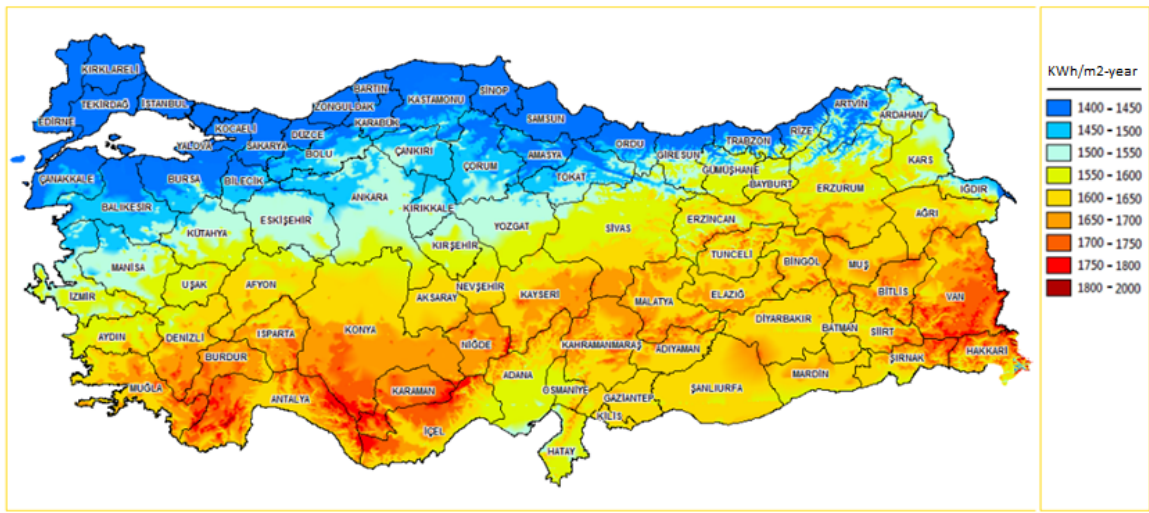 KIRKLARELİ
TEKİRDAĞ
İSTANBUL
EDİRNE
KOCAELİ
YALOVA
SAKARYA
DÜZCE
BOLU
ZONGULDAK
BARTIN
KARABÜK
KASTAMONU
SİNOP
SAMSUN
ÇANKIRI
ÇORUM
AMASYA
TOKAT
ORDU
GİRESUN
TRABZON
RİZE
ARTVİN
ARDAHAN
KARS
GÜMÜŞHANE
BAYBURT
ERZURUM
IĞDIR
AĞRI
ÇANAKKALE
BURSA
BİLECİK
BALIKESİR
KÜTAHYA
ESKİŞEHİR
ANKARA
KIRIKKALE
YOZGAT
KIRŞEHİR
SİVAS
ERZİNCAN
TUNCELİ
BİNGÖL
MUŞ
BİTLİS
VAN
MANİSA
İZMİR
UŞAK
AFYON
AKSARAY
NEVŞEHİR
KAYSERİ
MALATYA
ELAZIĞ
DİYARBAKIR
BATMAN
SİİRT
ŞIRNAK
HAKKARİ
AYDIN
DENİZLİ
ISPARTA
BURDUR
KONYA
NİĞDE
KAHRAMANMARAŞ
ADIYAMAN
MARDİN
ŞANLIURFA
MUĞLA
ANTALYA
KARAMAN
İÇEL
ADANA
OSMANİYE
GAZİANTEP
KİLİS
HATAY
KWh/m2-year
1400 - 1450
1450 - 1500
1500 - 1550
1550 - 1600
1600 - 1650
1650 - 1700
1700 - 1750
1750 - 1800
1800 - 2000